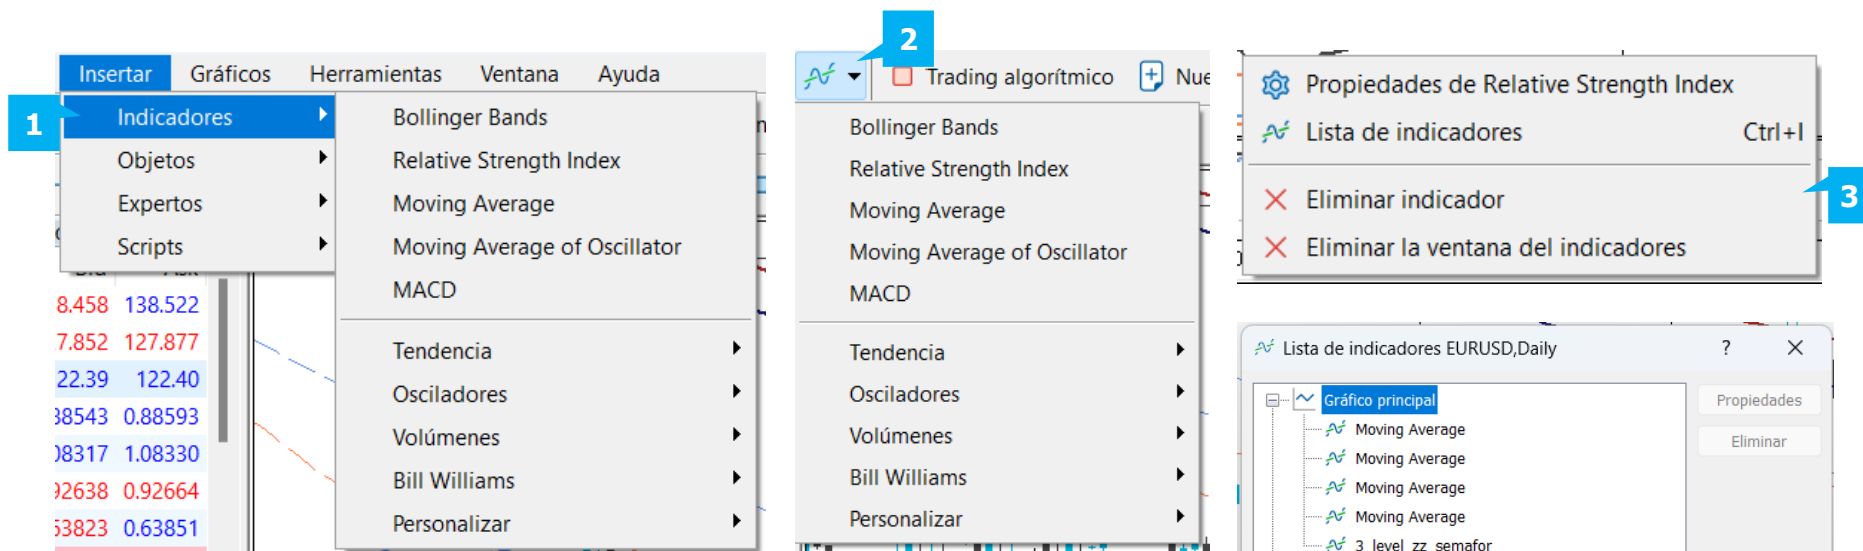 1
Insertar Gráficos Herramientas Ventana Ayuda
Indicadores
Objetos
Expertos
Scripts
Bollinger Bands
Relative Strength Index
Moving Average
Moving Average of Oscillator
MACD
Tendencia
Osciladores
Volúmenes
Bill Williams
Personalizar
8.458 138.522
7.852 127.877
22.39 122.40
38543 0.88593
08317 1.08330
92638 0.92664
63823 0.63851
2
Trading algorítmico Nue
Bollinger Bands
Relative Strength Index
Moving Average
Moving Average of Oscillator
MACD
Tendencia
Osciladores
Volúmenes
Bill Williams
Personalizar
3
Propiedades de Relative Strength Index
Lista de indicadores Ctrl+I
Eliminar indicador
Eliminar la ventana del indicadores
Lista de indicadores EURUSD,Daily ? X
Gráfico principal
Moving Average
Moving Average
Moving Average
Moving Average
3_level_zz_semafor
Propiedades
Eliminar